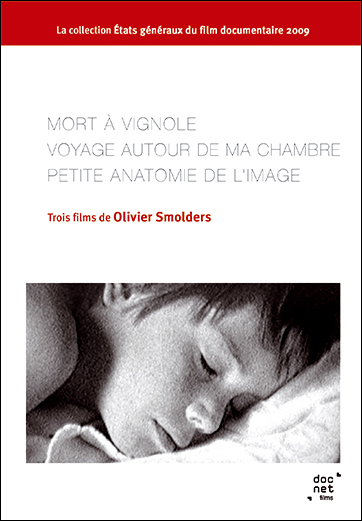 La collection États généraux du film documentaire 2009
MORT À VIGNOLE
VOYAGE AUTOUR DE MA CHAMBRE
PETITE ANATOMIE DE L'IMAGE
Trois films de Olivier Smolders
doc
net
films